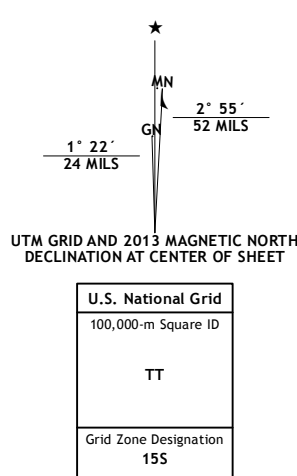 MN
2° 55´
52 MILS
GN
1° 22´
24 MILS
UTM GRID AND 2013 MAGNETIC NORTH
DECLINATION AT CENTER OF SHEET
U.S. National Grid
100,000-m Square ID
TT
Grid Zone Designation
15S